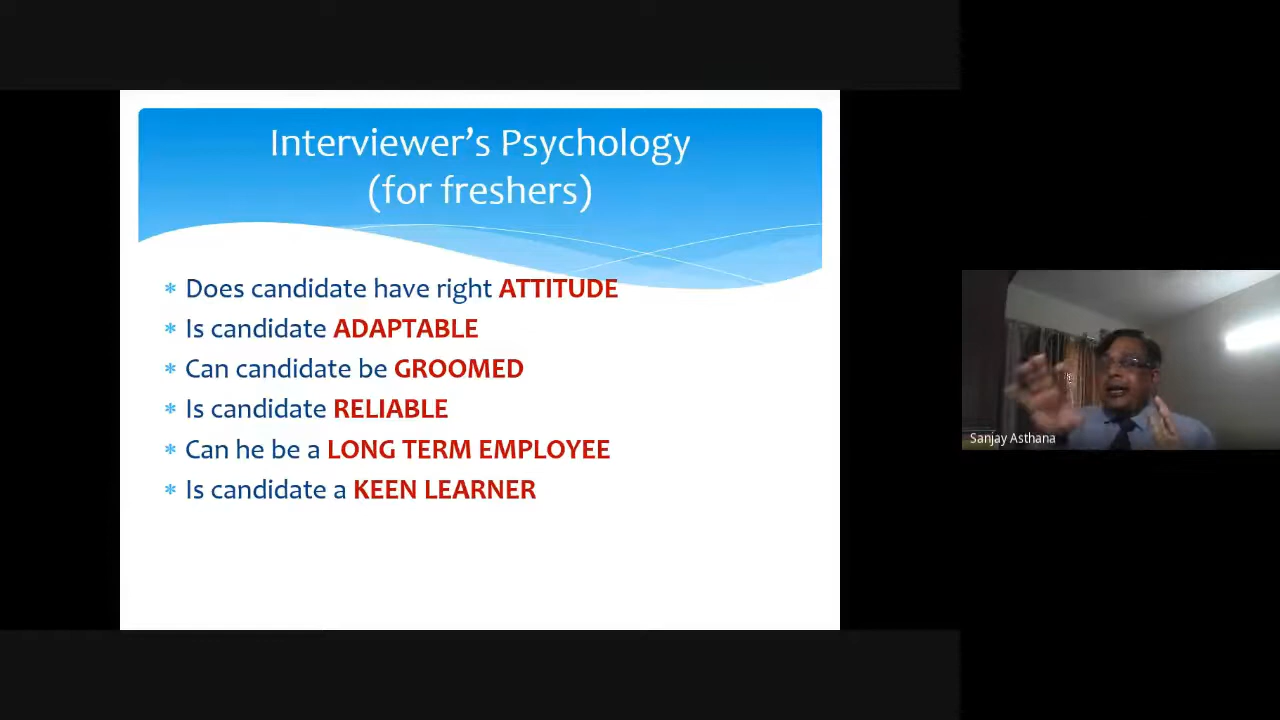 Interviewer’s Psychology
(for freshers)
* Does candidate have right ATTITUDE
* Is candidate ADAPTABLE
* Can candidate be GROOMED
* Is candidate RELIABLE
* Can he be a LONG TERM EMPLOYEE
* Is candidate a KEEN LEARNER
Sanjay Asthana